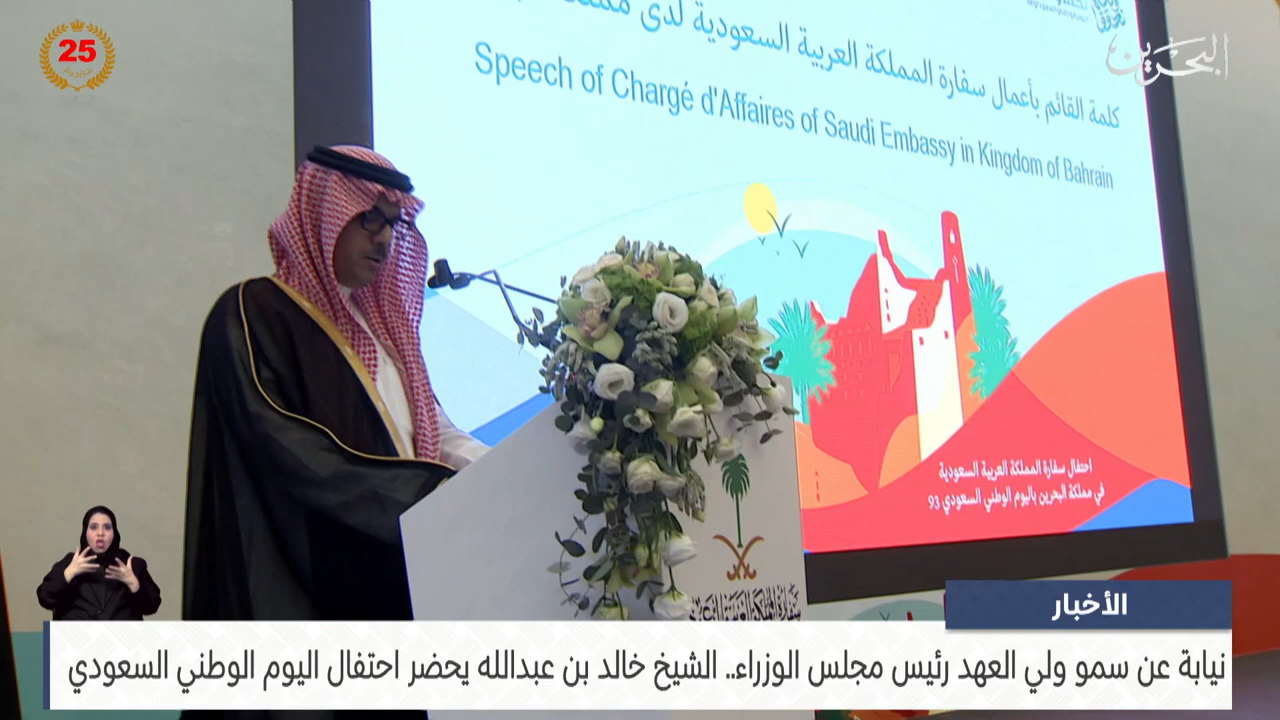 25
البحرين
كلمة القائم بأعمال سفارة المملكة العربية السعودية لدى
Speech of Chargé d'Affaires of Saudi Embassy in Kingdom of Bahrain
احتفال سفارة المملكة العربية السعودية
في مملكة البحرين باليوم الوطني السعودي 93
الأخبار
نيابة عن سمو ولي العهد رئيس مجلس الوزراء.. الشيخ خالد بن عبدالله يحضر احتفال اليوم الوطني السعودي